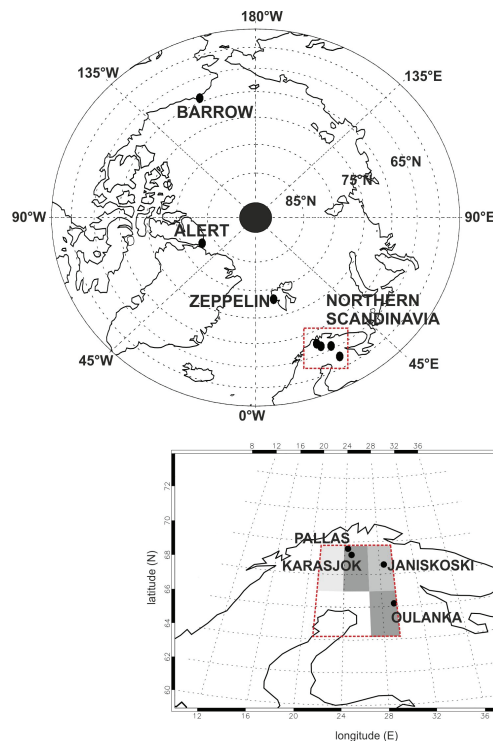 180°W
135°W
135°E
BARROW
65°N
75°N
85°N
90°W
90°E
ALERT
ZEPPELIN
NORTHERN
SCANDINAVIA
45°W
45°E
0°W
8 12 16 20 24 28 32 36
72
70
68
66
64
62
60
latitude (N)
PALLAS
KARASJOK
JANISKOSKI
OULANKA
12 16 20 24 28 32
longitude (E)